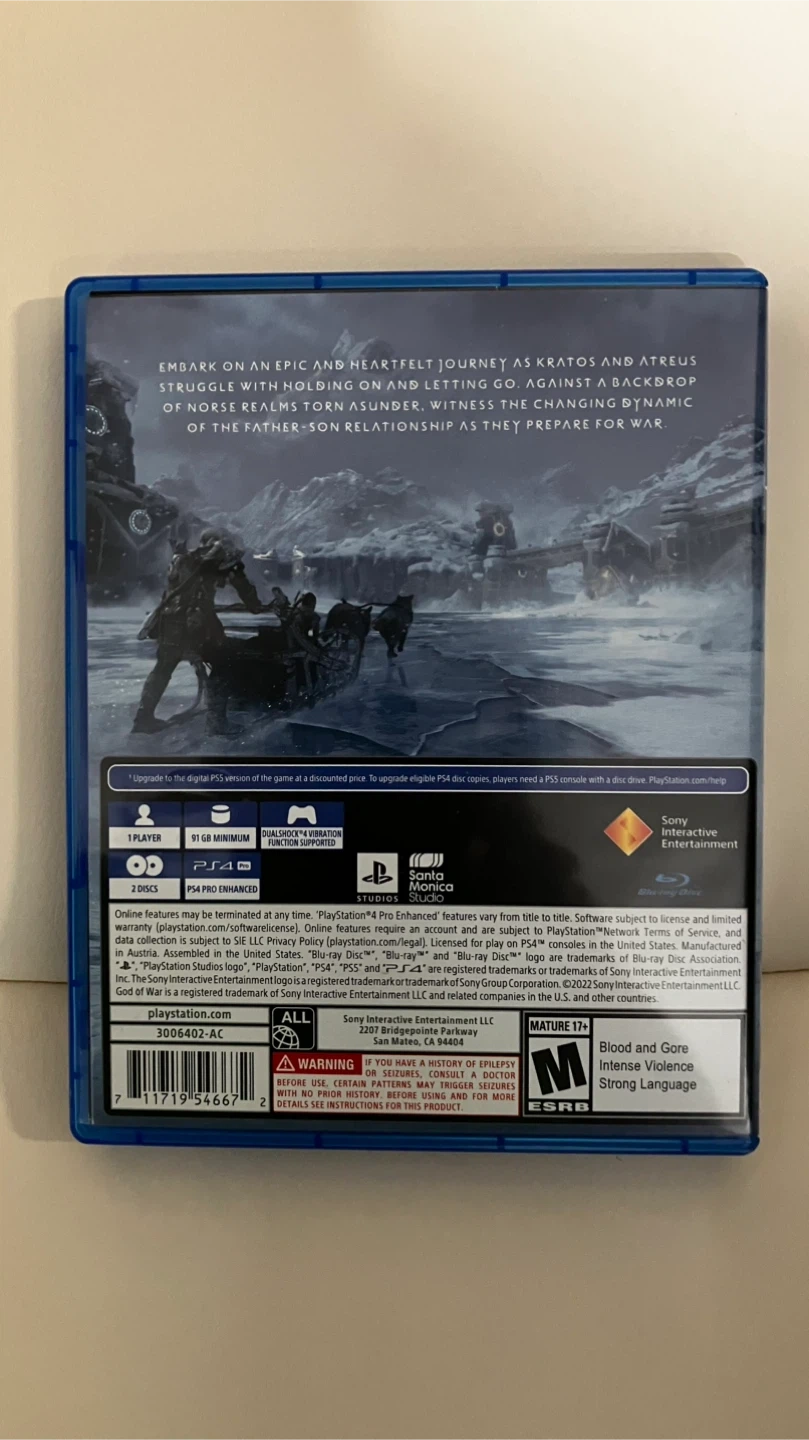 EMBARK ON AN EPIC AND HEARTFELT JOURNEY AS KRATOS AND ATREUS
STRUGGLE WITH HOLDING ON AND LETTING GO. AGAINST A BACKDROP
OF NORSE REALMS TORN ASUNDER, WITNESS THE CHANGING DYNAMIC
OF THE FATHER-SON RELATIONSHIP AS THEY PREPARE FOR WAR.
¹ Upgrade to the digital PS5 version of the game at a discounted price. To upgrade eligible PS4 disc copies, players need a PS5 console with a disc drive. PlayStation.com/help
1 PLAYER
91 GB MINIMUM
DUALSHOCK®4 VIBRATION
FUNCTION SUPPORTED
2 DISCS
PS4 Pro
PS4 PRO ENHANCED
STUDIOS
Santa
Monica
Studio
Sony
Interactive
Entertainment
Blu-ray Disc
Online features may be terminated at any time. 'PlayStation®4 Pro Enhanced' features vary from title to title. Software subject to license and limited
warranty (playstation.com/softwarelicense). Online features require an account and are subject to PlayStation™Network Terms of Service, and
data collection is subject to SIE LLC Privacy Policy (playstation.com/legal). Licensed for play on PS4™ consoles in the United States. Manufactured
in Austria. Assembled in the United States. "Blu-ray Disc™", "Blu-ray™" and "Blu-ray Disc™" logo are trademarks of Blu-ray Disc Association.
"PlayStation Studios logo", "PlayStation", "PS4", "PS5" and "PS4" are registered trademarks or trademarks of Sony Interactive Entertainment
Inc. The Sony Interactive Entertainment logo is a registered trademark or trademark of Sony Group Corporation. ©2022 Sony Interactive Entertainment LLC.
God of War is a registered trademark of Sony Interactive Entertainment LLC and related companies in the U.S. and other countries.
playstation.com
3006402-AC
7 11719 54667 2
ALL
Sony Interactive Entertainment LLC
2207 Bridgepointe Parkway
San Mateo, CA 94404
WARNING IF YOU HAVE A HISTORY OF EPILEPSY
OR SEIZURES, CONSULT A DOCTOR
BEFORE USE. CERTAIN PATTERNS MAY TRIGGER SEIZURES
WITH NO PRIOR HISTORY. BEFORE USING AND FOR MORE
DETAILS SEE INSTRUCTIONS FOR THIS PRODUCT.
MATURE 17+
M
ESRB
Blood and Gore
Intense Violence
Strong Language